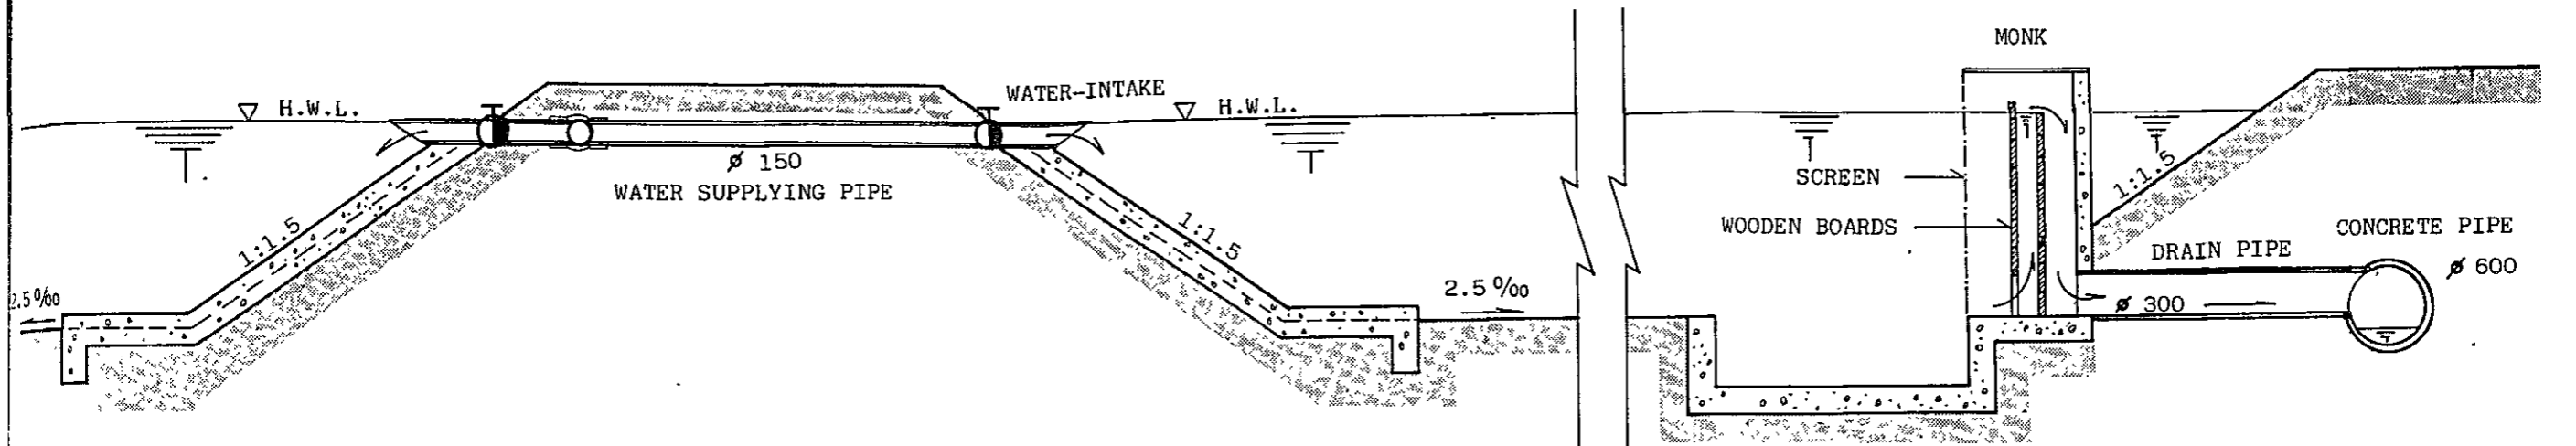 MONK
H.W.L.
WATER-INTAKE
H.W.L.
ø 150
WATER SUPPLYING PIPE
SCREEN
1:1.5
1:1.5
1:1.5
WOODEN BOARDS
CONCRETE PIPE
DRAIN PIPE
ø 600
2.5 ‰
2.5 ‰
ø 300